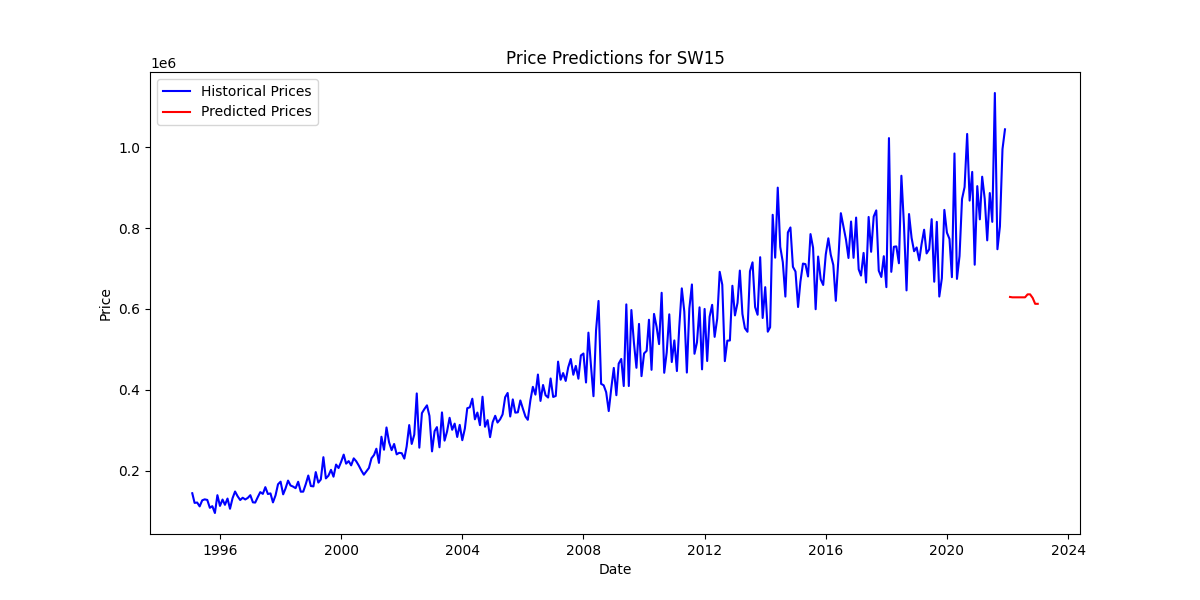 Price Predictions for SW15
1e6
Historical Prices
Predicted Prices
1.0
0.8
0.6
0.4
0.2
Price
1996 2000 2004 2008 2012 2016 2020 2024
Date